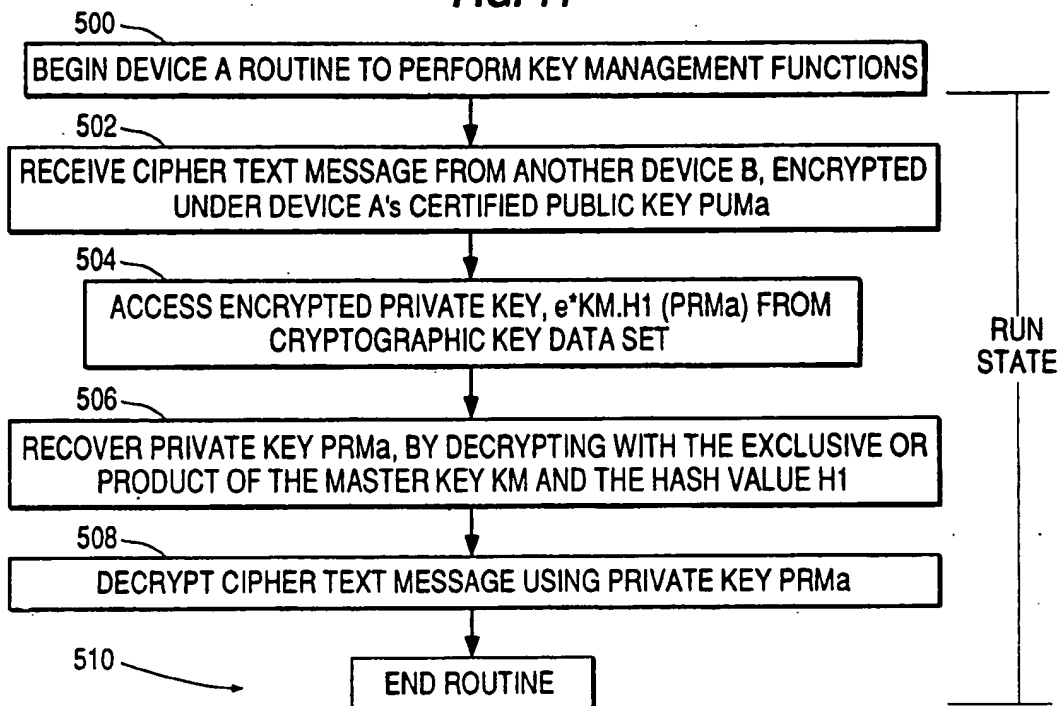 500
BEGIN DEVICE A ROUTINE TO PERFORM KEY MANAGEMENT FUNCTIONS
502
RECEIVE CIPHER TEXT MESSAGE FROM ANOTHER DEVICE B, ENCRYPTED
UNDER DEVICE A's CERTIFIED PUBLIC KEY PUMa
504
ACCESS ENCRYPTED PRIVATE KEY, e*KM.H1 (PRMa) FROM
CRYPTOGRAPHIC KEY DATA SET
RUN
STATE
506
RECOVER PRIVATE KEY PRMa, BY DECRYPTING WITH THE EXCLUSIVE OR
PRODUCT OF THE MASTER KEY KM AND THE HASH VALUE H1
508
DECRYPT CIPHER TEXT MESSAGE USING PRIVATE KEY PRMa
510
END ROUTINE